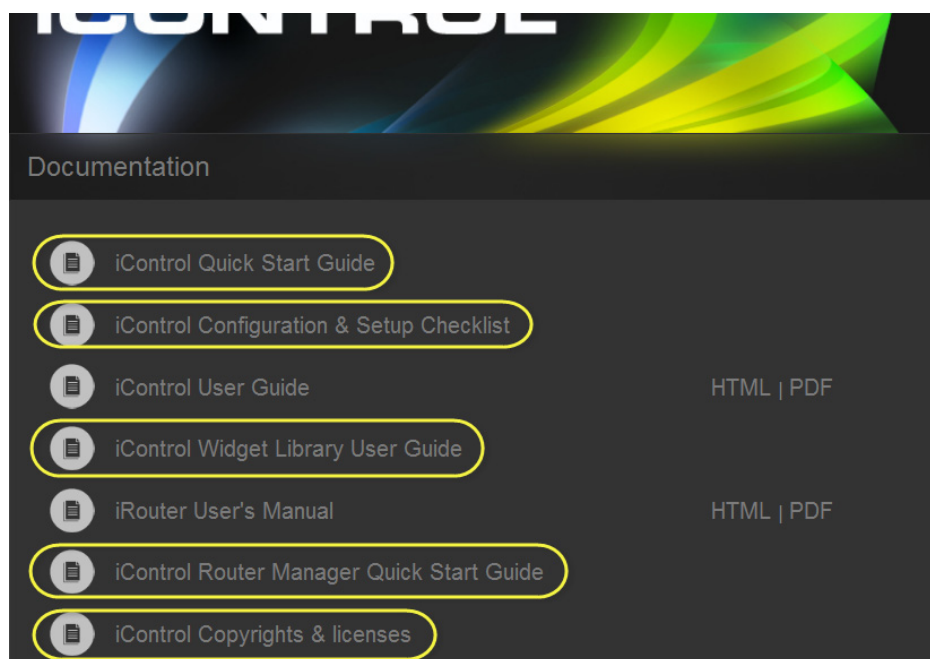 iCONTROL
Documentation
iControl Quick Start Guide
iControl Configuration & Setup Checklist
iControl User Guide HTML | PDF
iControl Widget Library User Guide
iRouter User's Manual HTML | PDF
iControl Router Manager Quick Start Guide
iControl Copyrights & licenses